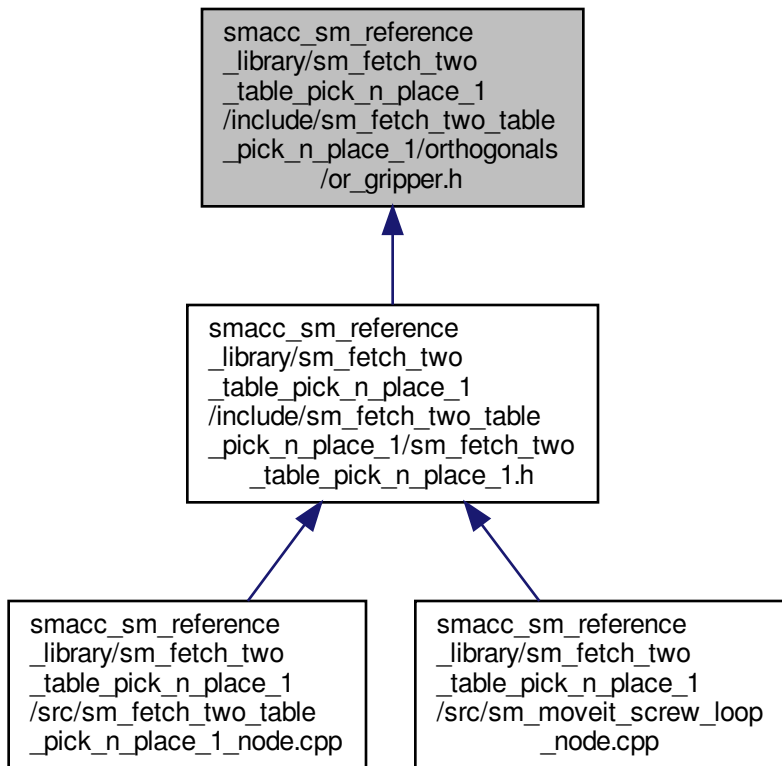 smacc_sm_reference
_library/sm_fetch_two
_table_pick_n_place_1
/include/sm_fetch_two_table
_pick_n_place_1/orthogonals
/or_gripper.h
smacc_sm_reference
_library/sm_fetch_two
_table_pick_n_place_1
/include/sm_fetch_two_table
_pick_n_place_1/sm_fetch_two
_table_pick_n_place_1.h
smacc_sm_reference
_library/sm_fetch_two
_table_pick_n_place_1
/src/sm_fetch_two_table
_pick_n_place_1_node.cpp
smacc_sm_reference
_library/sm_fetch_two
_table_pick_n_place_1
/src/sm_moveit_screw_loop
_node.cpp